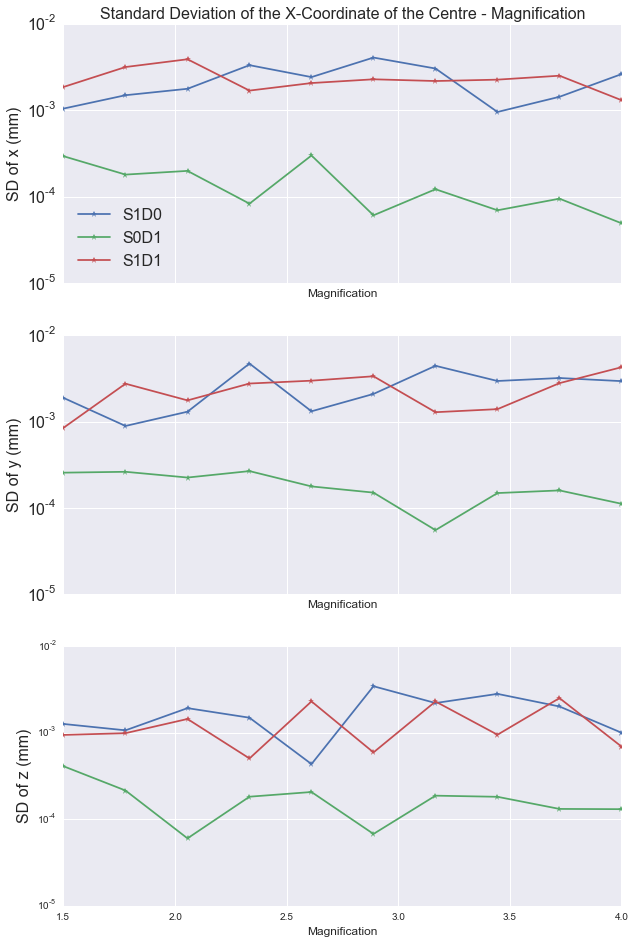 Standard Deviation of the X-Coordinate of the Centre - Magnification
10^-2
10^-3
10^-4
10^-5
SD of x (mm)
S1D0
S0D1
S1D1
Magnification
10^-2
10^-3
10^-4
10^-5
SD of y (mm)
Magnification
10^-2
10^-3
10^-4
10^-5
SD of z (mm)
1.5 2.0 2.5 3.0 3.5 4.0
Magnification